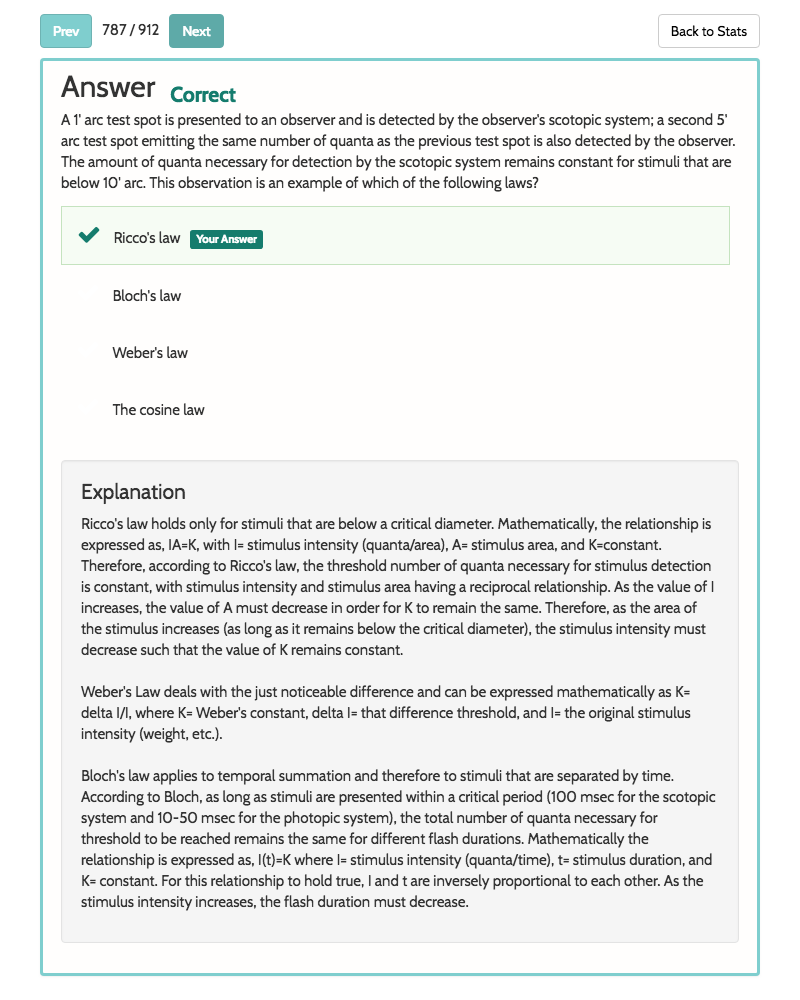 Prev 787 / 912 Next Back to Stats
Answer Correct
A 1' arc test spot is presented to an observer and is detected by the observer's scotopic system; a second 5'
arc test spot emitting the same number of quanta as the previous test spot is also detected by the observer.
The amount of quanta necessary for detection by the scotopic system remains constant for stimuli that are
below 10' arc. This observation is an example of which of the following laws?
Ricco's law Your Answer
Bloch's law
Weber's law
The cosine law
Explanation
Ricco's law holds only for stimuli that are below a critical diameter. Mathematically, the relationship is
expressed as, IA=K, with I= stimulus intensity (quanta/area), A= stimulus area, and K=constant.
Therefore, according to Ricco's law, the threshold number of quanta necessary for stimulus detection
is constant, with stimulus intensity and stimulus area having a reciprocal relationship. As the value of I
increases, the value of A must decrease in order for K to remain the same. Therefore, as the area of
the stimulus increases (as long as it remains below the critical diameter), the stimulus intensity must
decrease such that the value of K remains constant.
Weber's Law deals with the just noticeable difference and can be expressed mathematically as K=
delta I/I, where K= Weber's constant, delta I= that difference threshold, and I= the original stimulus
intensity (weight, etc.).
Bloch's law applies to temporal summation and therefore to stimuli that are separated by time.
According to Bloch, as long as stimuli are presented within a critical period (100 msec for the scotopic
system and 10-50 msec for the photopic system), the total number of quanta necessary for
threshold to be reached remains the same for different flash durations. Mathematically the
relationship is expressed as, I(t)=K where I= stimulus intensity (quanta/time), t= stimulus duration, and
K= constant. For this relationship to hold true, I and t are inversely proportional to each other. As the
stimulus intensity increases, the flash duration must decrease.